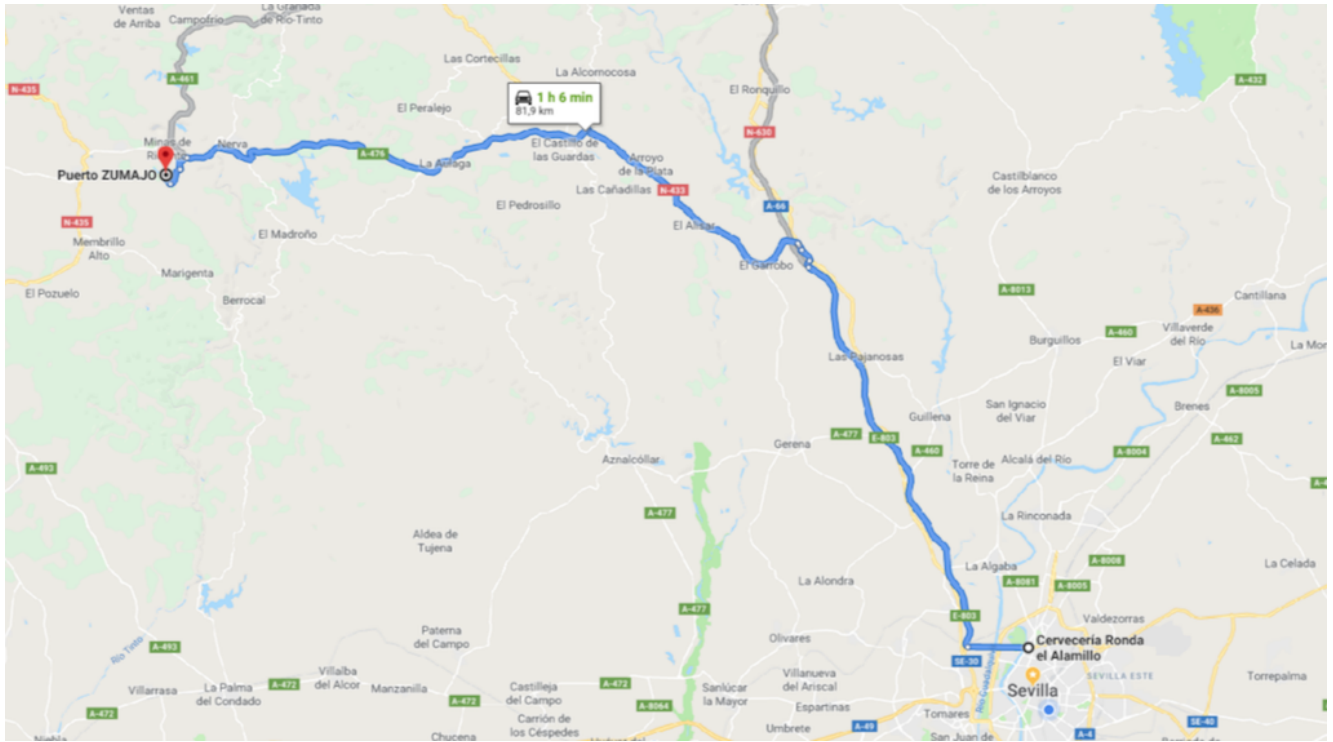 Ventas
de Arriba
Campofrío
La Granada
de Río-Tinto
A-461
N-435
Las Cortecillas
La Alcornocosa
1 h 6 min
81,9 km
El Ronquillo
A-432
El Peralejo
N-630
Minas de
Nerva
A-476
El Castillo de
las Guardas
Arroyo
de la Plata
Puerto ZUMAJO
Las Cañadillas
N-433
Castilblanco
de los Arroyos
El Pedrosillo
A-66
N-435
El Madroño
Membrillo
Alto
El Garrobo
Marigenta
El Pozuelo
Berrocal
A-8013
Cantillana
A-436
A-460
Villaverde
del Río
Burguillos
La Mon
Las Pajanosas
El Viar
A-8005
San Ignacio
del Viar
Brenes
Guillena
A-477
E-803
A-462
Gerena
A-460
A-8004
A-493
Aznalcóllar
Torre de
la Reina
Alcalá del Río
A-477
La Rinconada
Aldea de
Tujena
A-8008
La Algaba
La Celada
La Alondra
A-8081
A-8005
A-477
E-803
Valdezorras
Paterna
del Campo
Olivares
Cervecería Ronda
el Alamillo
Río Tinto
A-493
SE-30
Villalba
del Alcor
Villanueva
del Ariscal
SEVILLA ESTE
Torrepalma
Villarrasa
La Palma
del Condado
A-472
Manzanilla
Castilleja
del Campo
A-472
Sanlúcar
la Mayor
Sevilla
Río Guadalquivir
A-472
A-472
A-8064
Espartinas
Tomares
SE-40
Carrión de
los Céspedes
Umbrete
A-49
A-4
Niebla
Chucena
San Juan de